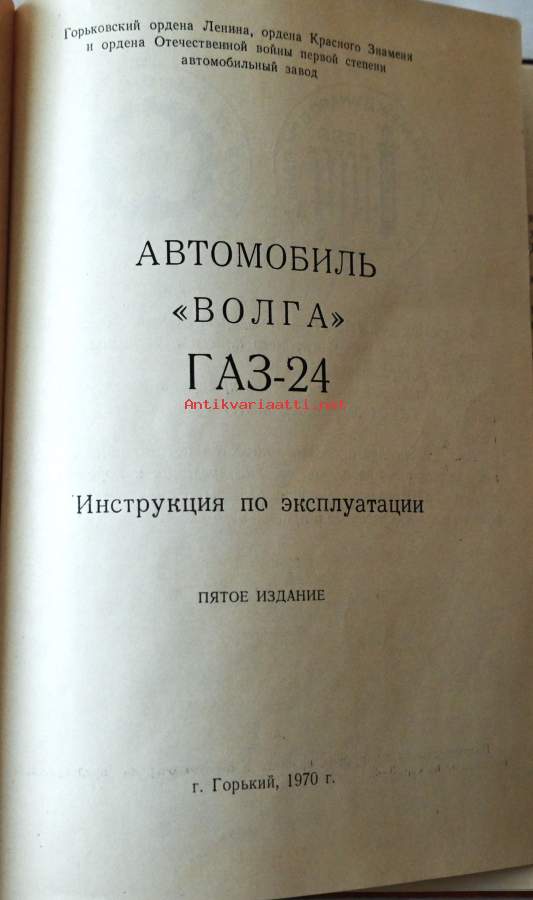 Горьковский ордена Ленина, ордена Красного Знамени
и ордена Отечественной войны первой степени
автомобильный завод
АВТОМОБИЛЬ
«ВОЛГА»
ГАЗ-24
Antikvariaatti.net
Инструкция по эксплуатации
ПЯТОЕ ИЗДАНИЕ
г. Горький, 1970 г.